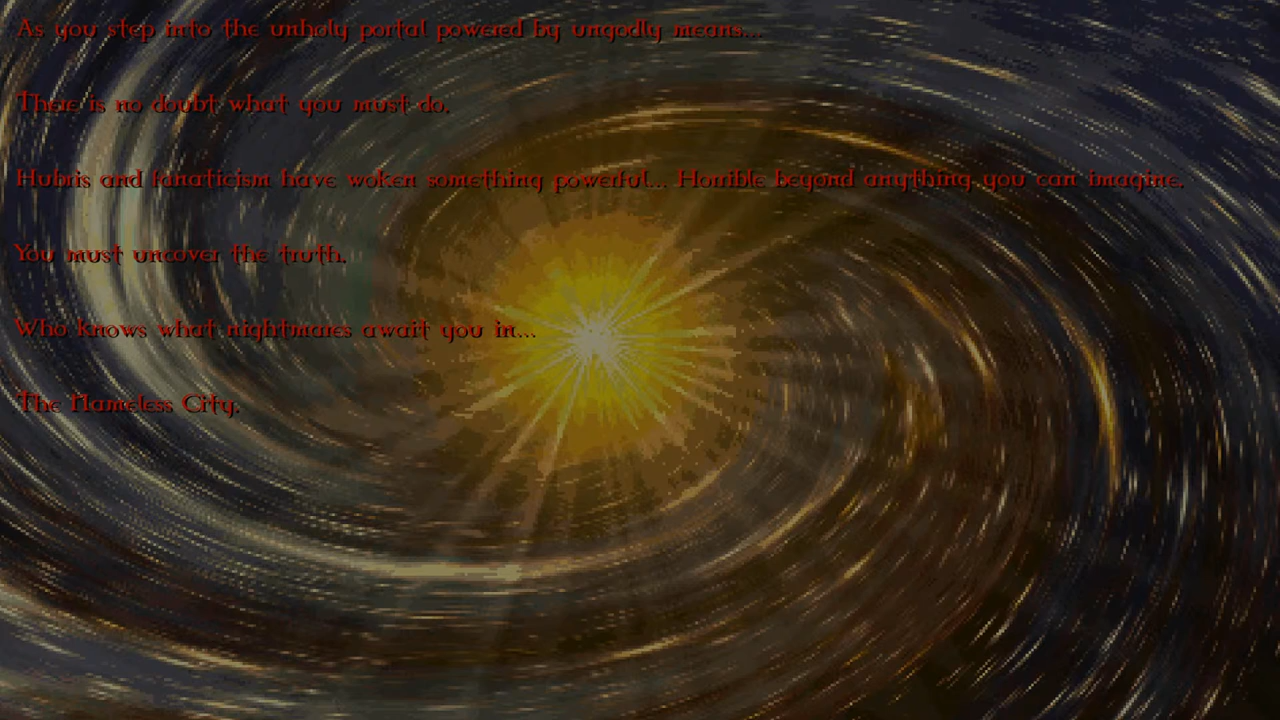 As you step into the unholy portal powered by ungodly means...
There is no doubt what you must do.
Hubris and fanaticism have woken something powerful... Horrible beyond anything you can imagine.
You must uncover the truth.
Who knows what nightmares await you in...
The Nameless City.